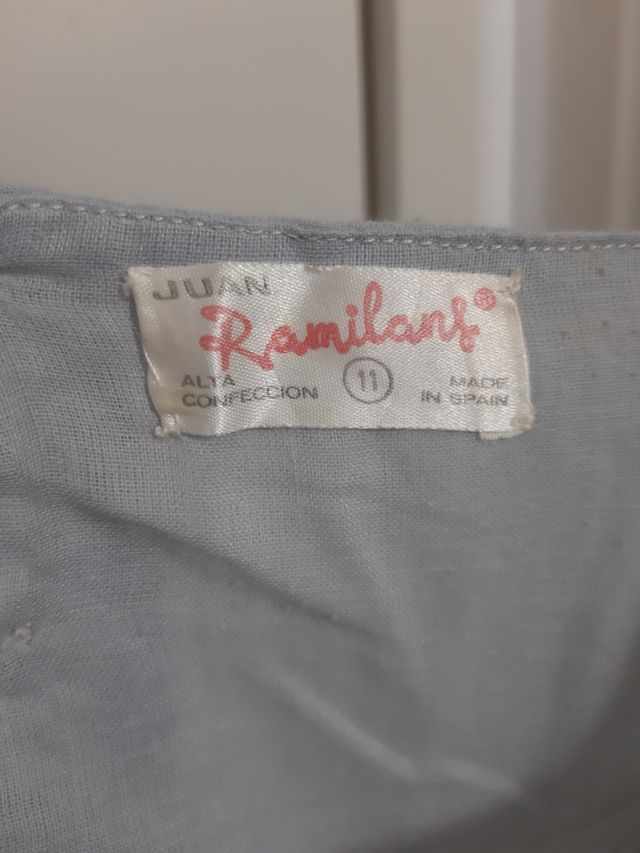 JUAN
Ramilans®
ALTA CONFECCION
11
MADE IN SPAIN